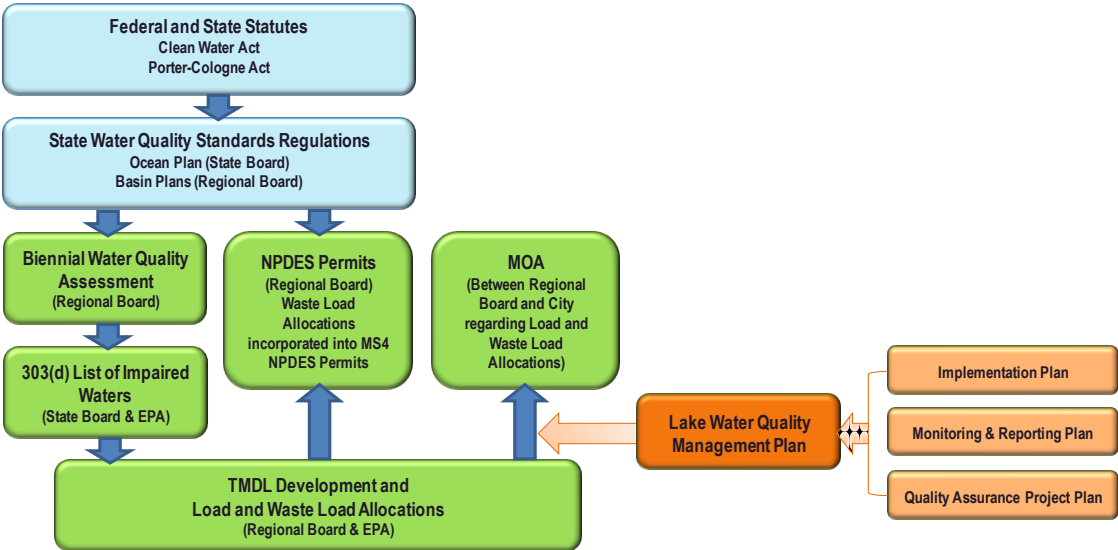 Federal and State Statutes
Clean Water Act
Porter-Cologne Act
State Water Quality Standards Regulations
Ocean Plan (State Board)
Basin Plans (Regional Board)
Biennial Water Quality
Assessment
(Regional Board)
NPDES Permits
(Regional Board)
Waste Load
Allocations
incorporated into MS4
NPDES Permits
MOA
(Between Regional
Board and City
regarding Load and
Waste Load
Allocations)
303(d) List of Impaired
Waters
(State Board & EPA)
TMDL Development and
Load and Waste Load Allocations
(Regional Board & EPA)
Lake Water Quality
Management Plan
Implementation Plan
Monitoring & Reporting Plan
Quality Assurance Project Plan